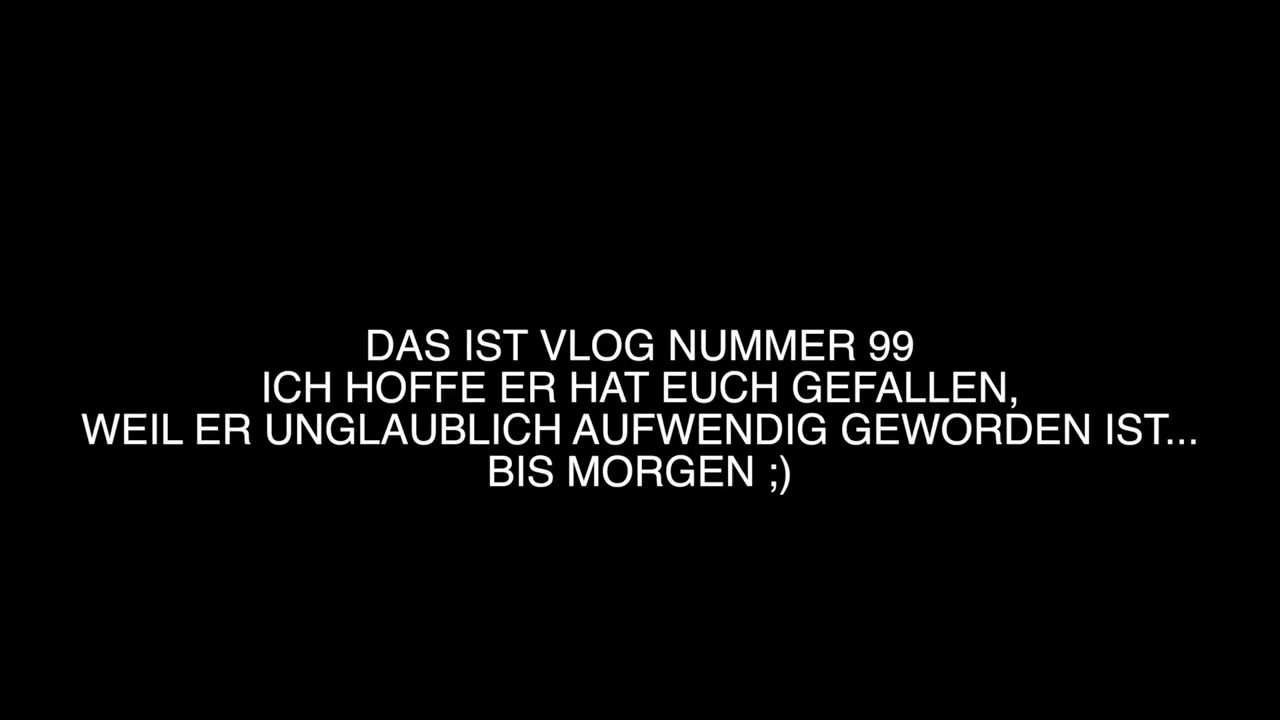 DAS IST VLOG NUMMER 99
ICH HOFFE ER HAT EUCH GEFALLEN,
WEIL ER UNGLAUBLICH AUFWENDIG GEWORDEN IST...
BIS MORGEN ;)